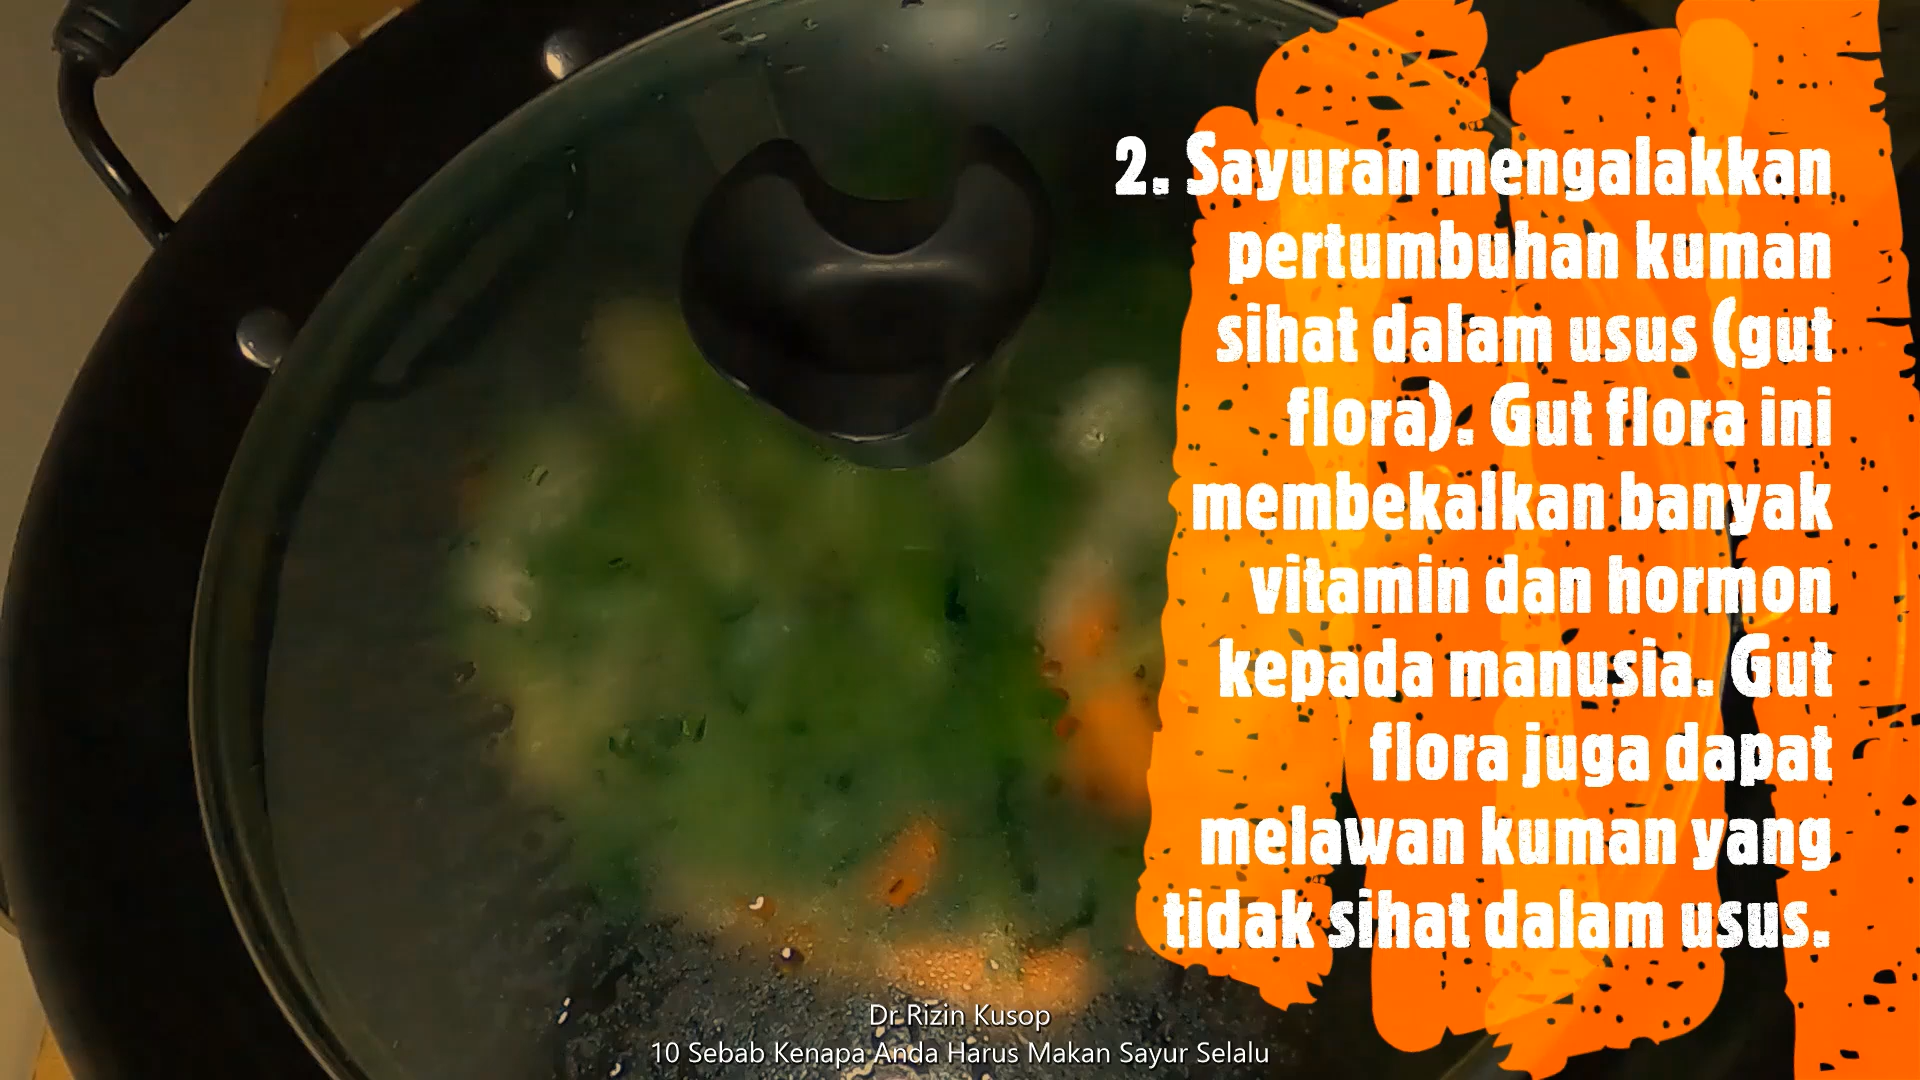 2. Sayuran mengalakkan
pertumbuhan kuman
sihat dalam usus (gut
flora). Gut flora ini
membekalkan banyak
vitamin dan hormon
kepada manusia. Gut
flora juga dapat
melawan kuman yang
tidak sihat dalam usus.
Dr Rizin Kusop
10 Sebab Kenapa Anda Harus Makan Sayur Selalu